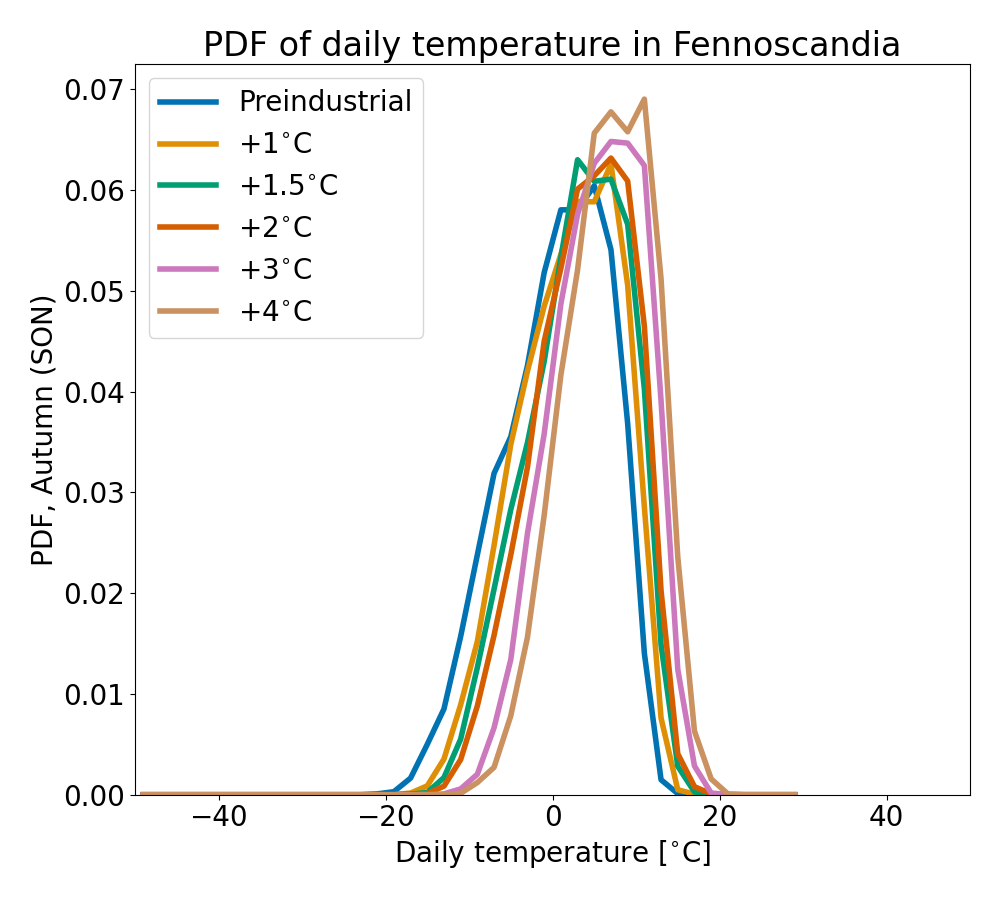 PDF of daily temperature in Fennoscandia
Preindustrial
+1°C
+1.5°C
+2°C
+3°C
+4°C
PDF, Autumn (SON)
0.07
0.06
0.05
0.04
0.03
0.02
0.01
0.00
−40
−20
0
20
40
Daily temperature [°C]